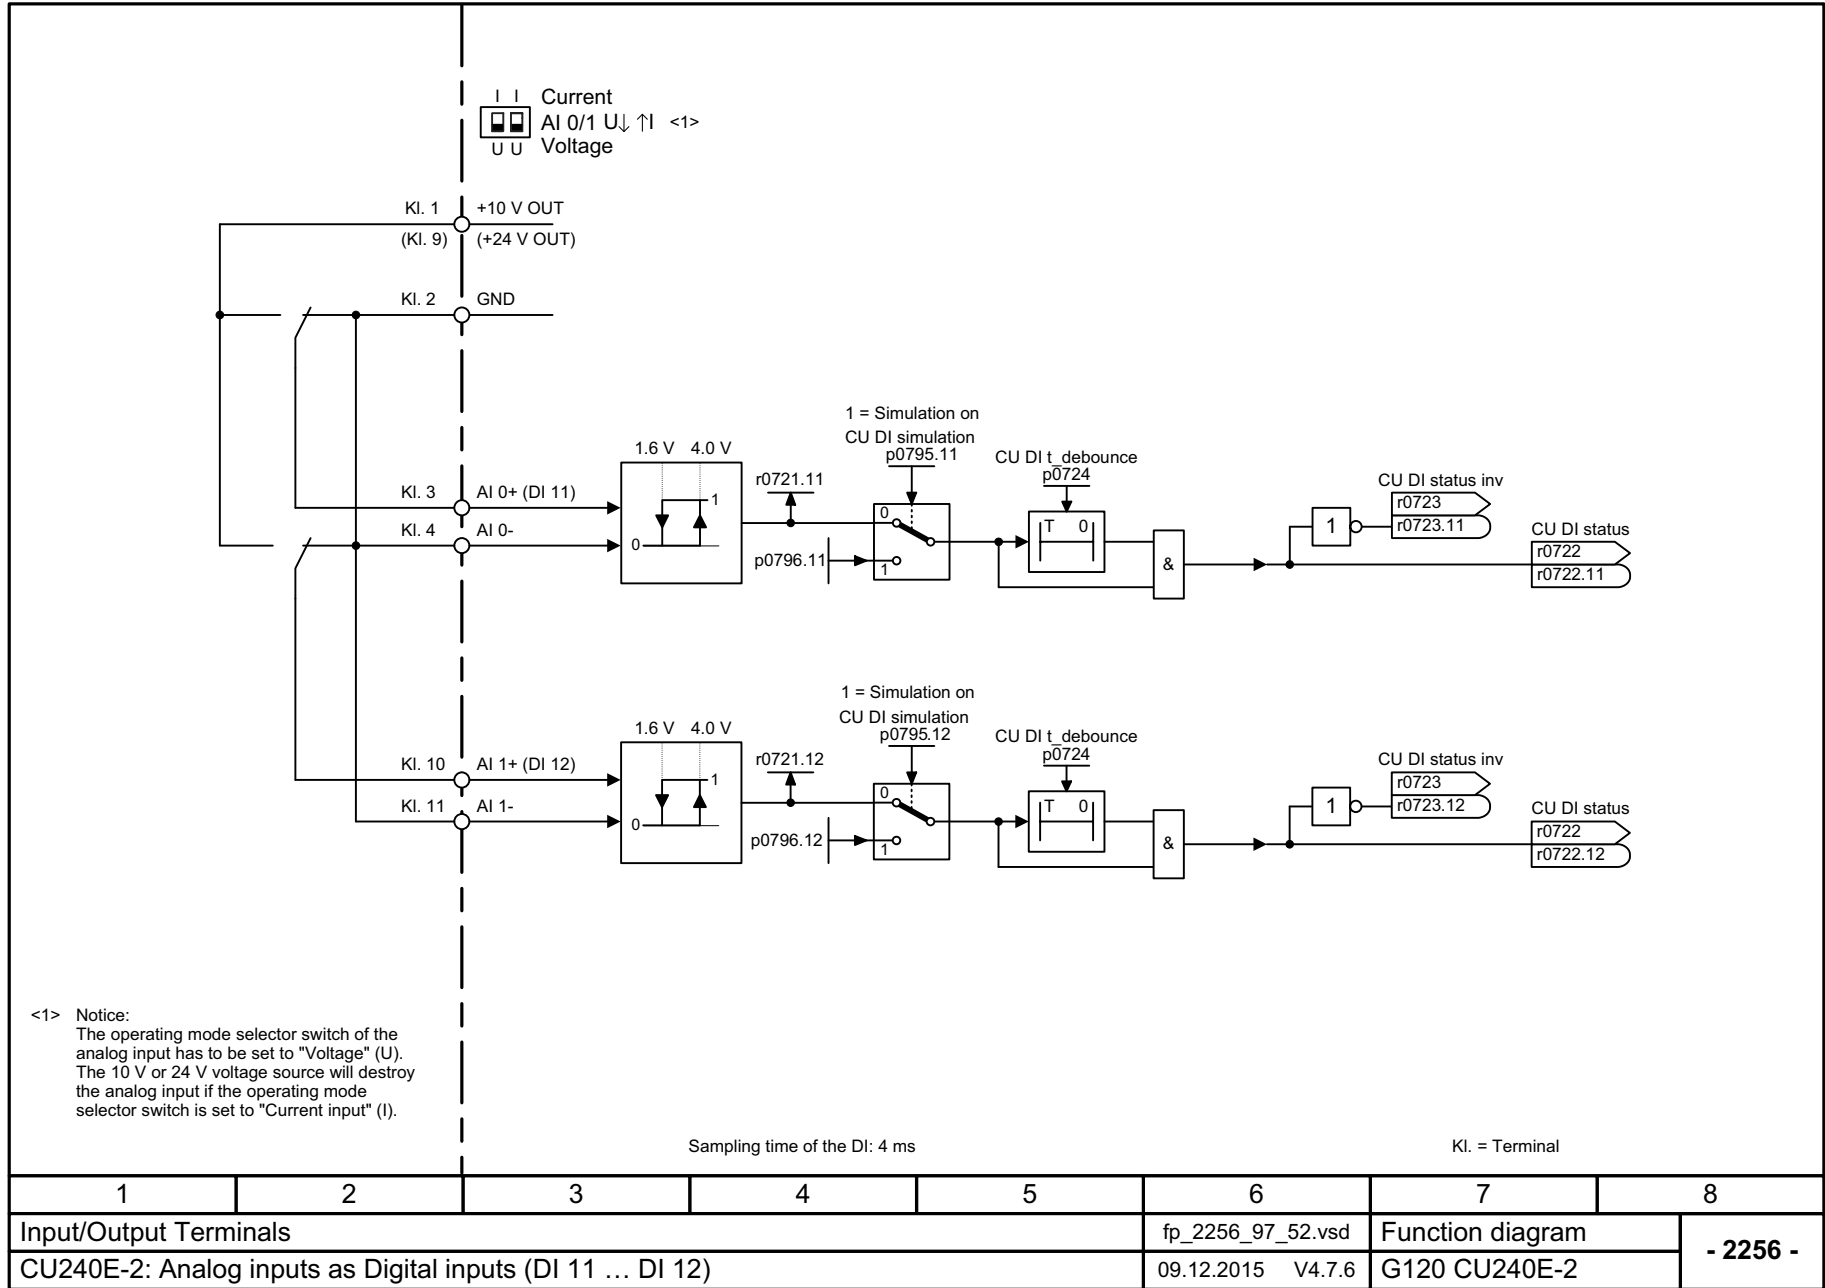 I I Current
AI 0/1 U↓ ↑I <1>
U U Voltage
Kl. 1 +10 V OUT
(Kl. 9) (+24 V OUT)
Kl. 2 GND
1 = Simulation on
CU DI simulation
p0795.11
1.6 V 4.0 V
CU DI t_debounce
p0724
r0721.11
CU DI status inv
r0723
r0723.11
Kl. 3 AI 0+ (DI 11)
1
0
T 0
1
CU DI status
r0722
r0722.11
Kl. 4 AI 0-
0
p0796.11
1
&
1 = Simulation on
CU DI simulation
p0795.12
1.6 V 4.0 V
CU DI t_debounce
p0724
r0721.12
CU DI status inv
r0723
r0723.12
Kl. 10 AI 1+ (DI 12)
1
0
T 0
1
CU DI status
r0722
r0722.12
Kl. 11 AI 1-
0
p0796.12
1
&
<1> Notice:
The operating mode selector switch of the
analog input has to be set to "Voltage" (U).
The 10 V or 24 V voltage source will destroy
the analog input if the operating mode
selector switch is set to "Current input" (I).
Sampling time of the DI: 4 ms
Kl. = Terminal
1 2 3 4 5 6 7 8
Input/Output Terminals fp_2256_97_52.vsd Function diagram
- 2256 -
CU240E-2: Analog inputs as Digital inputs (DI 11 … DI 12) 09.12.2015 V4.7.6 G120 CU240E-2